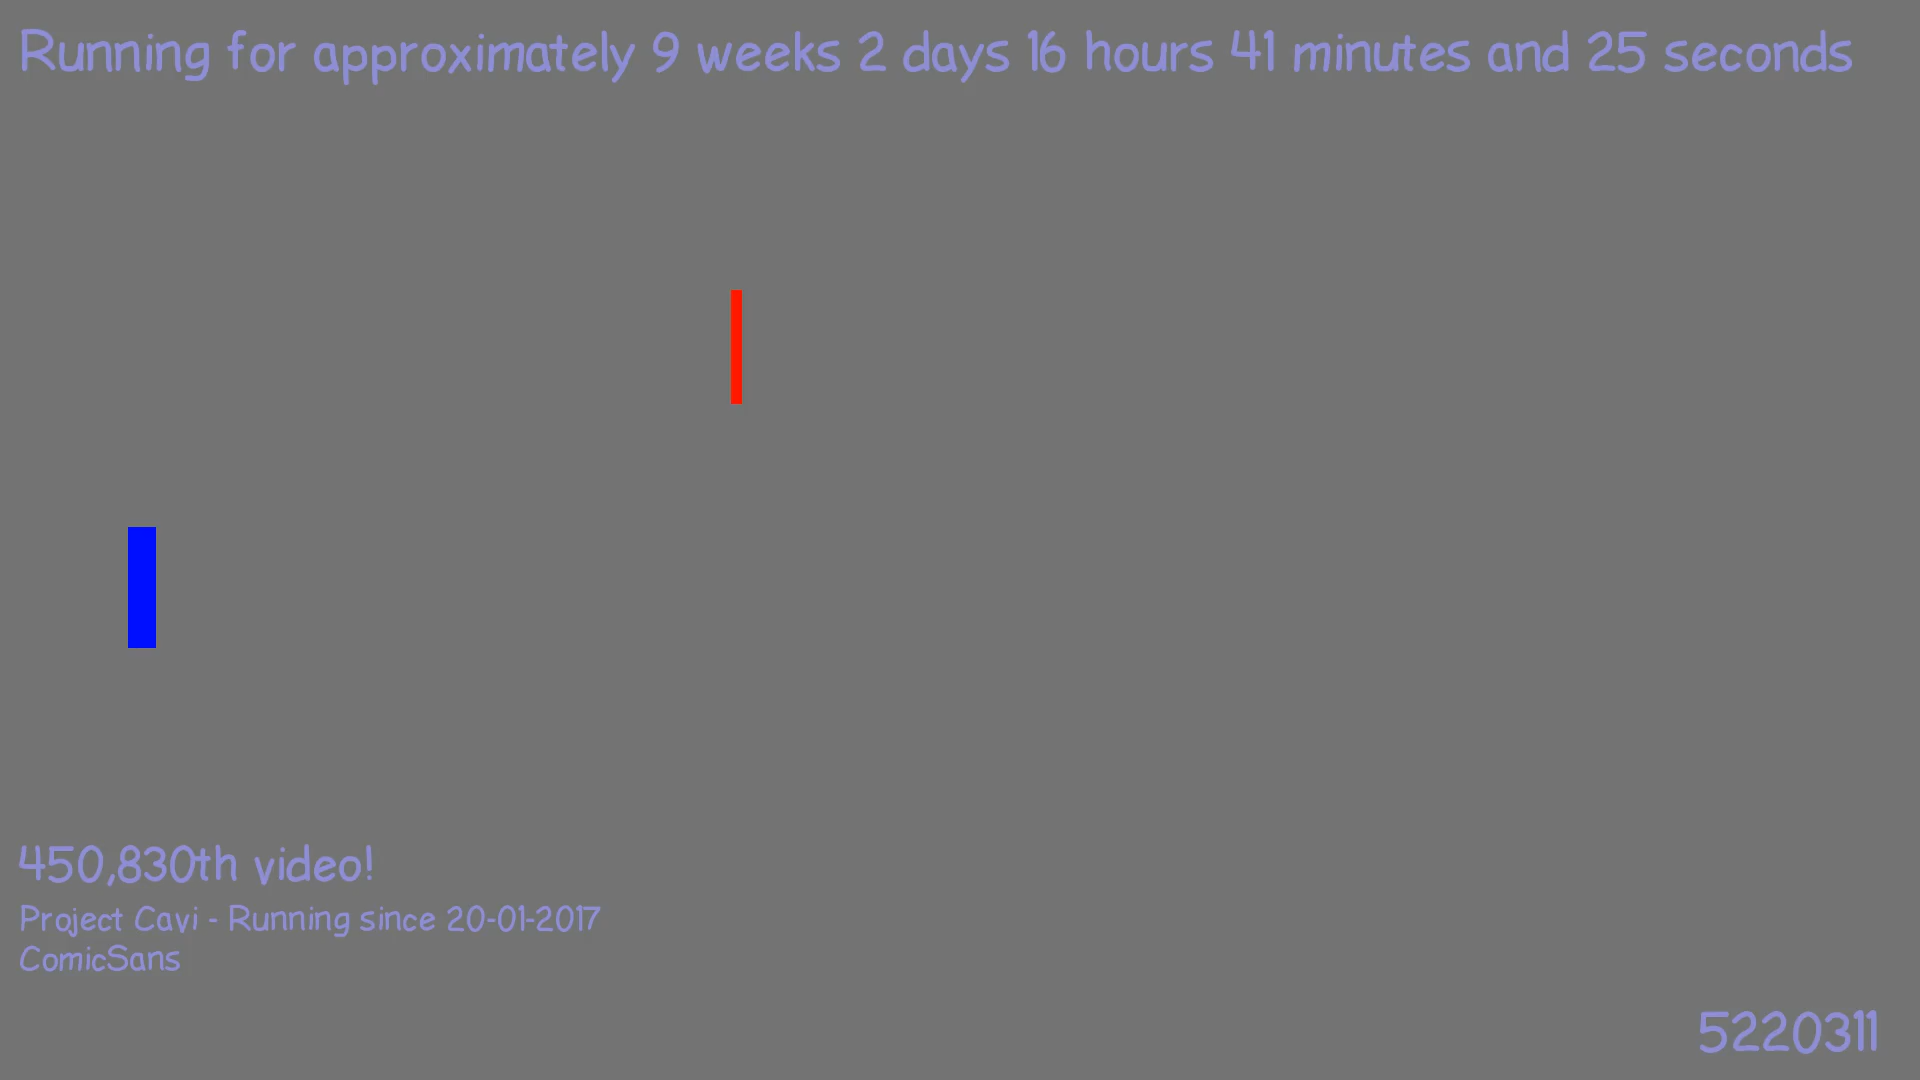 Running for approximately 9 weeks 2 days 16 hours 41 minutes and 25 seconds
450,830th video!
Project Cavi - Running since 20-01-2017
ComicSans
5220311